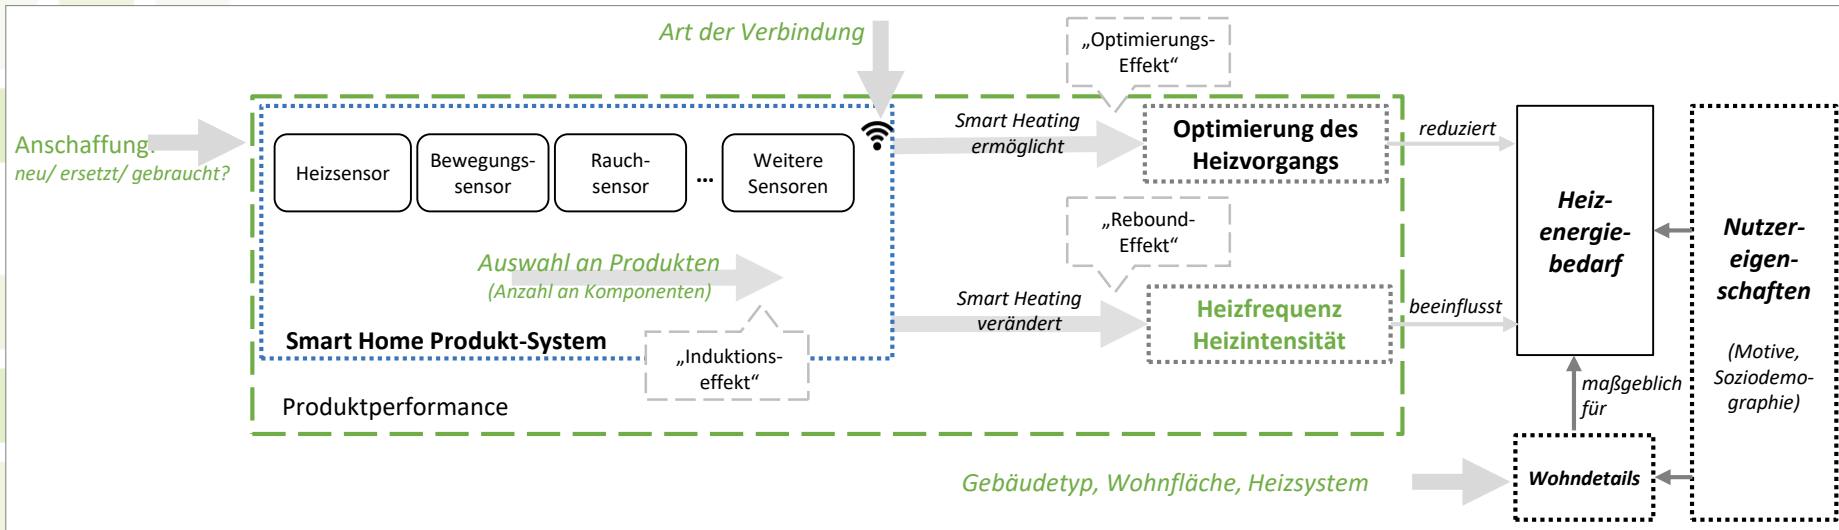 Art der Verbindung
„Optimierungs-
Effekt“
Anschaffung:
neu/ ersetzt/ gebraucht?
Heizsensor
Bewegungs-
sensor
Rauch-
sensor
...
Weitere
Sensoren
Smart Heating
ermöglicht
Optimierung des
Heizvorgangs
reduziert
Auswahl an Produkten
(Anzahl an Komponenten)
„Rebound-
Effekt“
Smart Heating
verändert
Heizfrequenz
Heizintensität
beeinflusst
Smart Home Produkt-System
„Induktions-
effekt“
Produktperformance
Heiz-
energie-
bedarf
Nutzer-
eigen-
schaften
(Motive,
Soziodemo-
graphie)
maßgeblich
für
Gebäudetyp, Wohnfläche, Heizsystem
Wohndetails